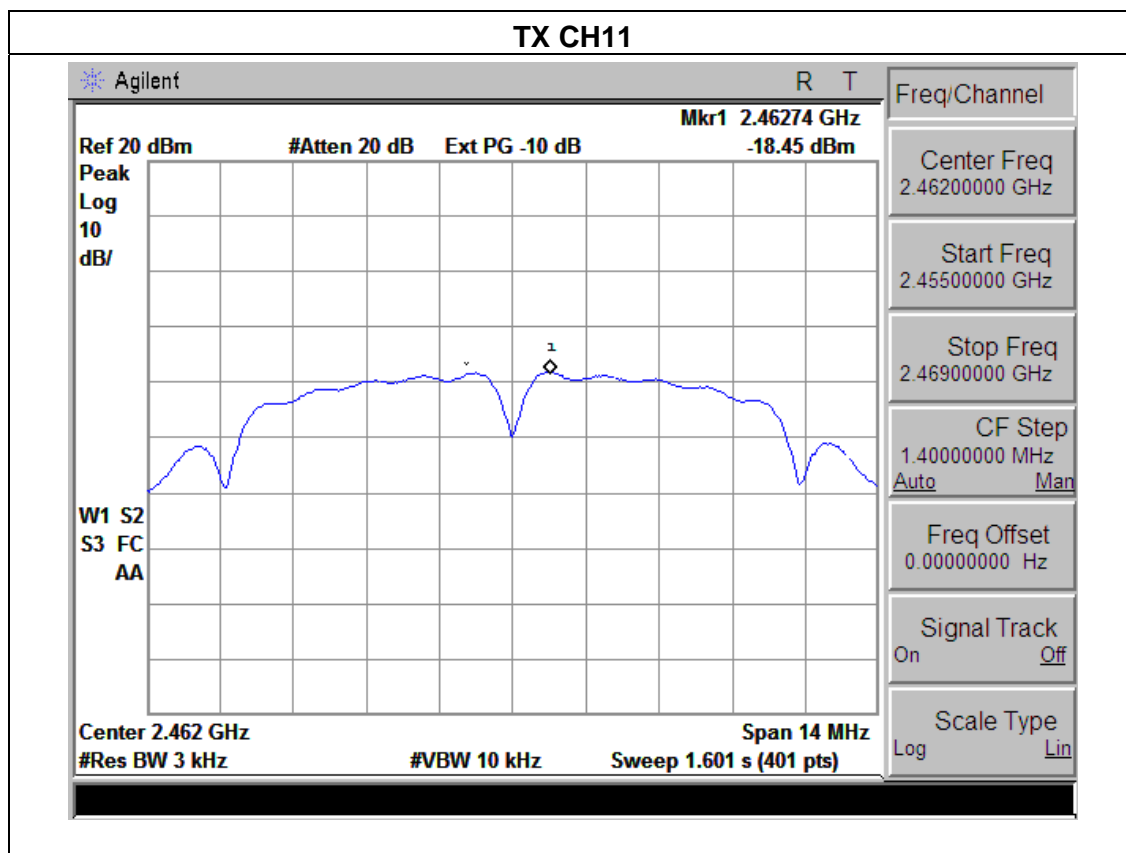 TX CH11
Agilent R T
Mkr1 2.46274 GHz
Ref 20 dBm #Atten 20 dB Ext PG -10 dB -18.45 dBm
Peak
Log
10
dB/
1
W1 S2
S3 FC
AA
Center 2.462 GHz Span 14 MHz
#Res BW 3 kHz #VBW 10 kHz Sweep 1.601 s (401 pts)
Freq/Channel
Center Freq
2.46200000 GHz
Start Freq
2.45500000 GHz
Stop Freq
2.46900000 GHz
CF Step
1.40000000 MHz
Auto Man
Freq Offset
0.00000000 Hz
Signal Track
On Off
Scale Type
Log Lin